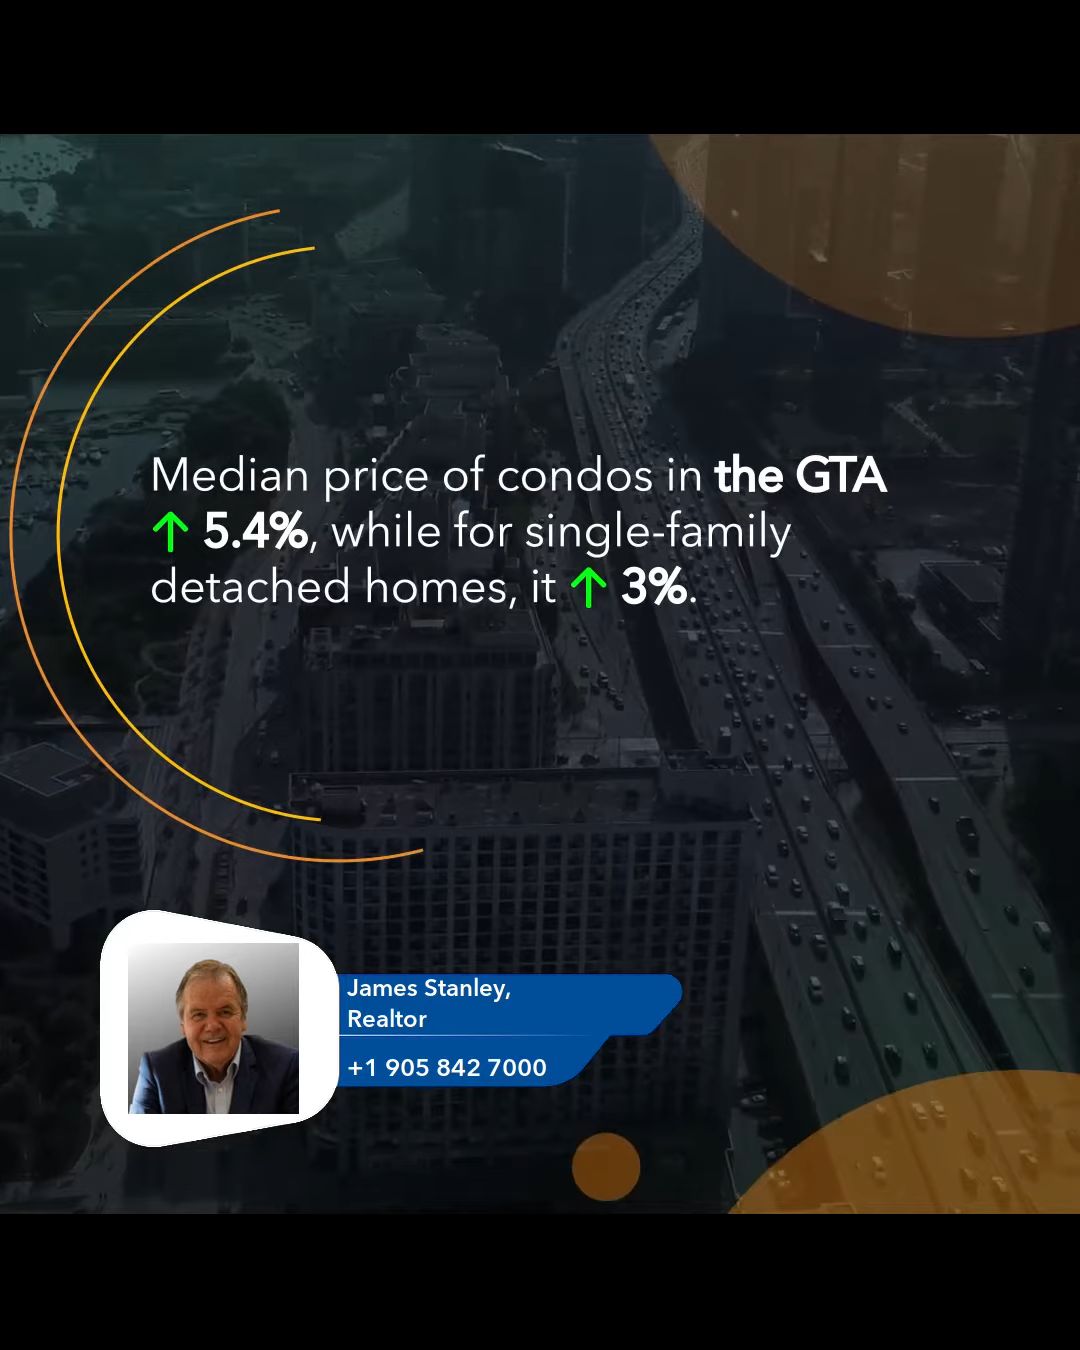 Median price of condos in the GTA
↑ 5.4%, while for single-family
detached homes, it ↑ 3%.
James Stanley,
Realtor
+1 905 842 7000